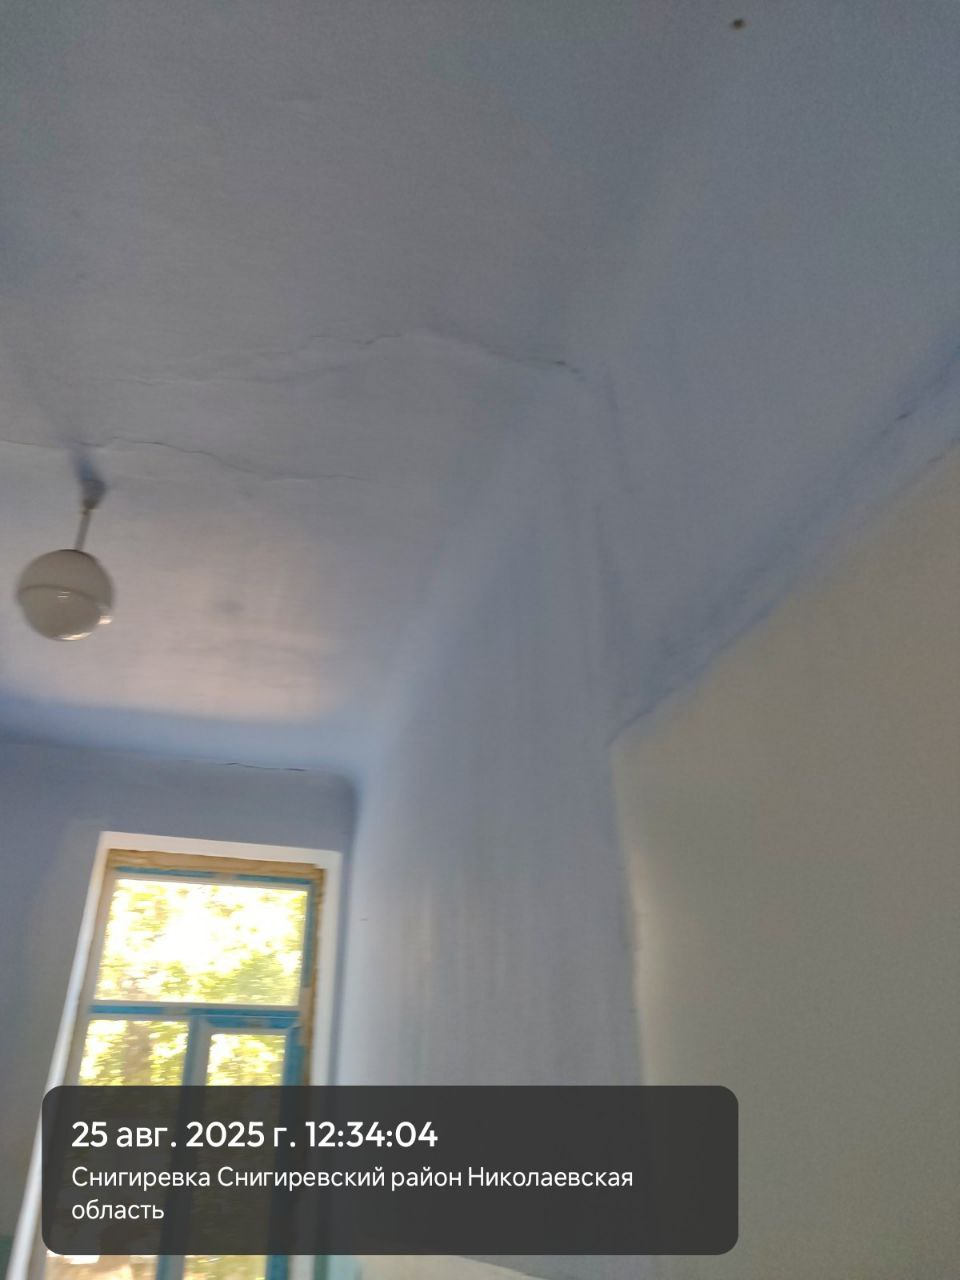 25 авг. 2025 г. 12:34:04
Снигиревка Снигиревский район Николаевская
область